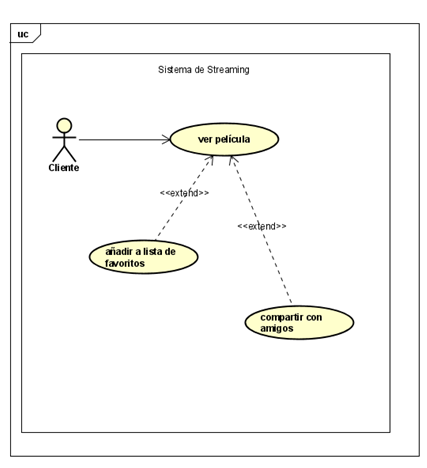 uc
Sistema de Streaming
ver película
Cliente
<<extend>>
<<extend>>
añadir a lista de
favoritos
compartir con
amigos